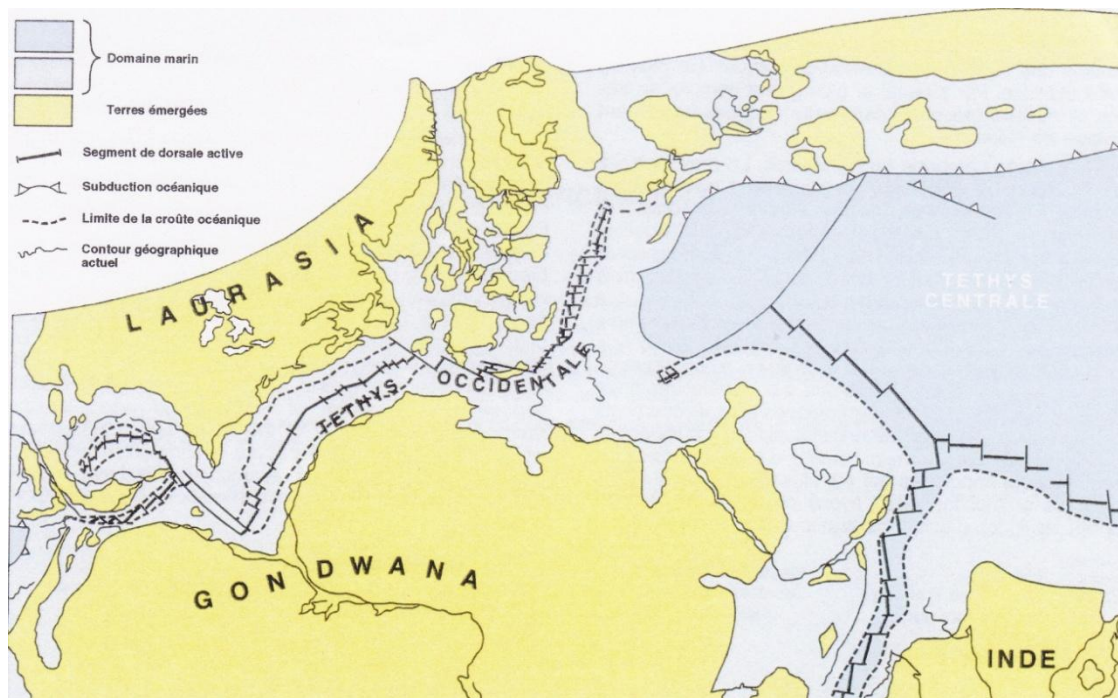 Domaine marin
Terres émergées
Segment de dorsale active
Subduction océanique
Limite de la croûte océanique
Contour géographique
actuel
LAURASIA
TETHYS
CENTRALE
TETHYS OCCIDENTALE
GONDWANA
INDE